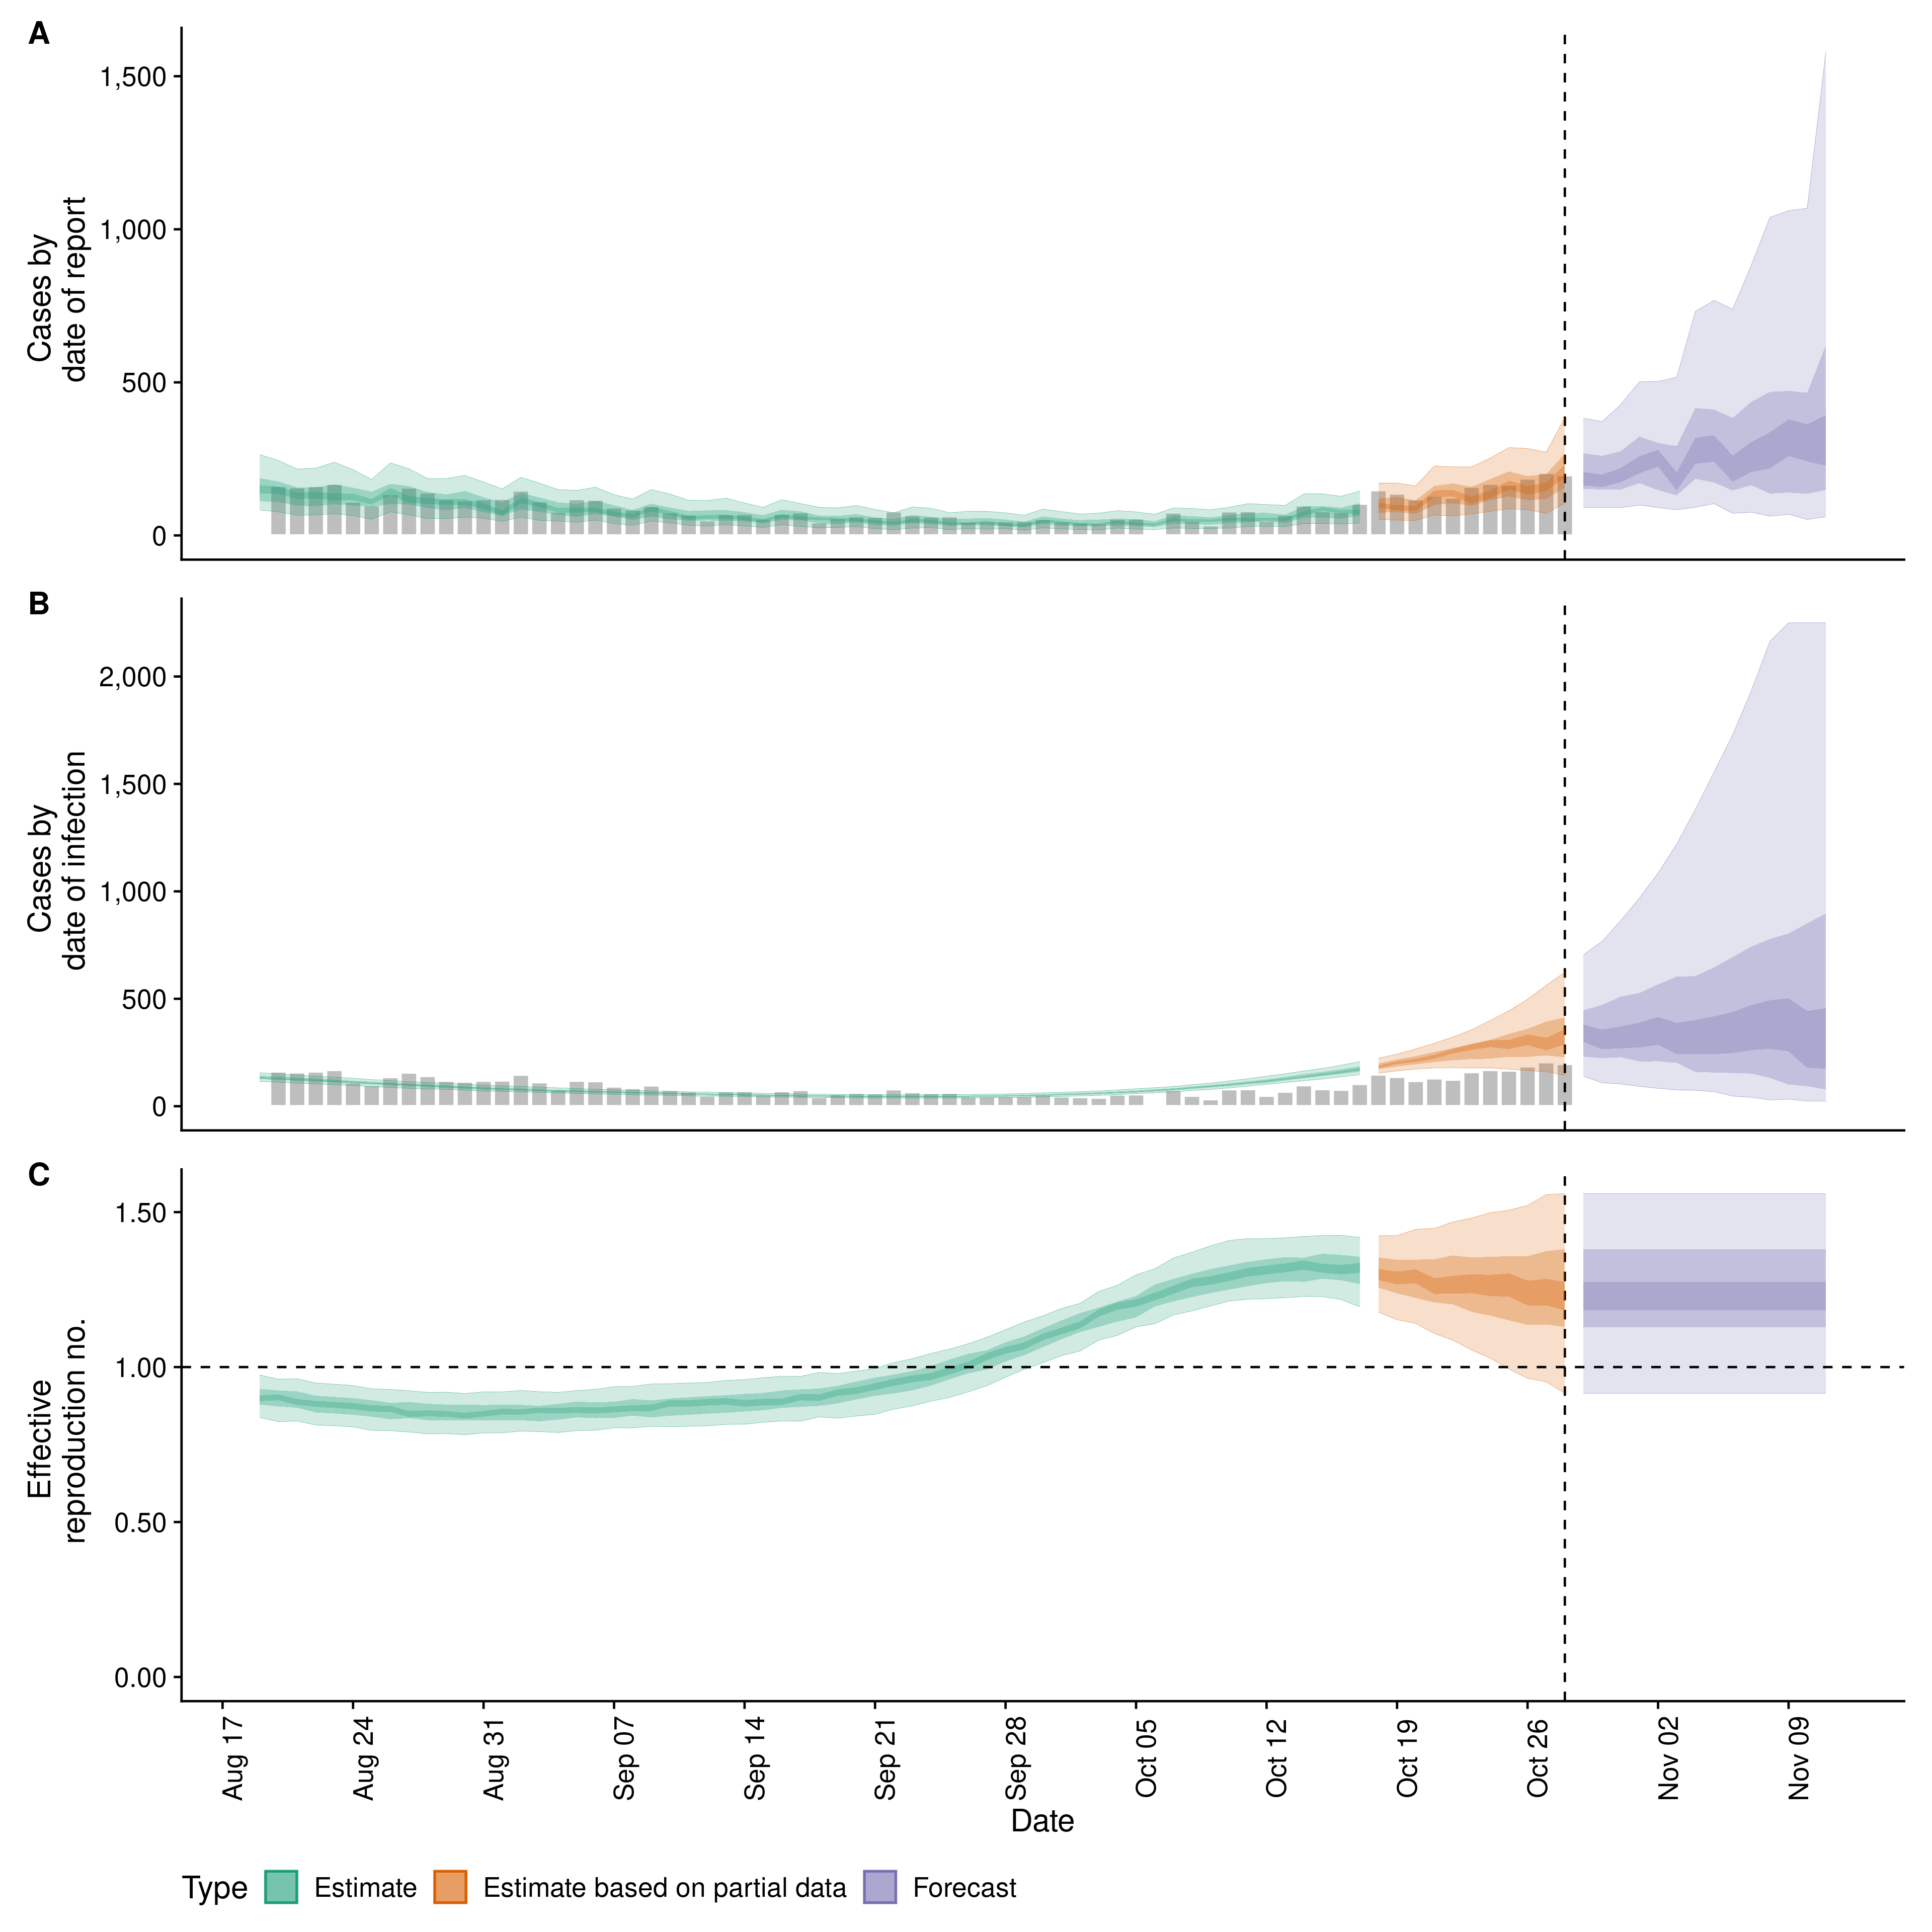 A
1,500
1,000
500
0
Cases by
date of report
B
2,000
1,500
1,000
500
0
Cases by
date of infection
C
1.50
1.00
0.50
0.00
Effective
reproduction no.
Aug 17
Aug 24
Aug 31
Sep 07
Sep 14
Sep 21
Sep 28
Oct 05
Oct 12
Oct 19
Oct 26
Nov 02
Nov 09
Date
Type Estimate Estimate based on partial data Forecast